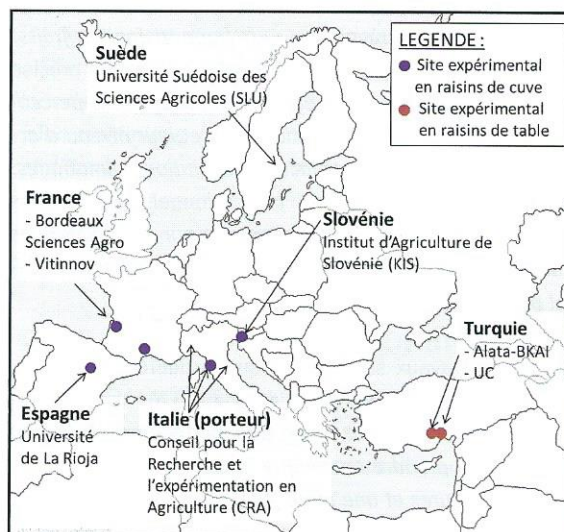 Suède
Université Suédoise des
Sciences Agricoles (SLU)
LEGENDE :
Site expérimental
en raisins de cuve
Site expérimental
en raisins de table
France
- Bordeaux
Sciences Agro
- Vitinnov
Slovénie
Institut d'Agriculture de
Slovénie (KIS)
Turquie
- Alata-BKAI
- UC
Espagne
Université
de La Rioja
Italie (porteur)
Conseil pour la
Recherche et
l'expérimentation en
Agriculture (CRA)